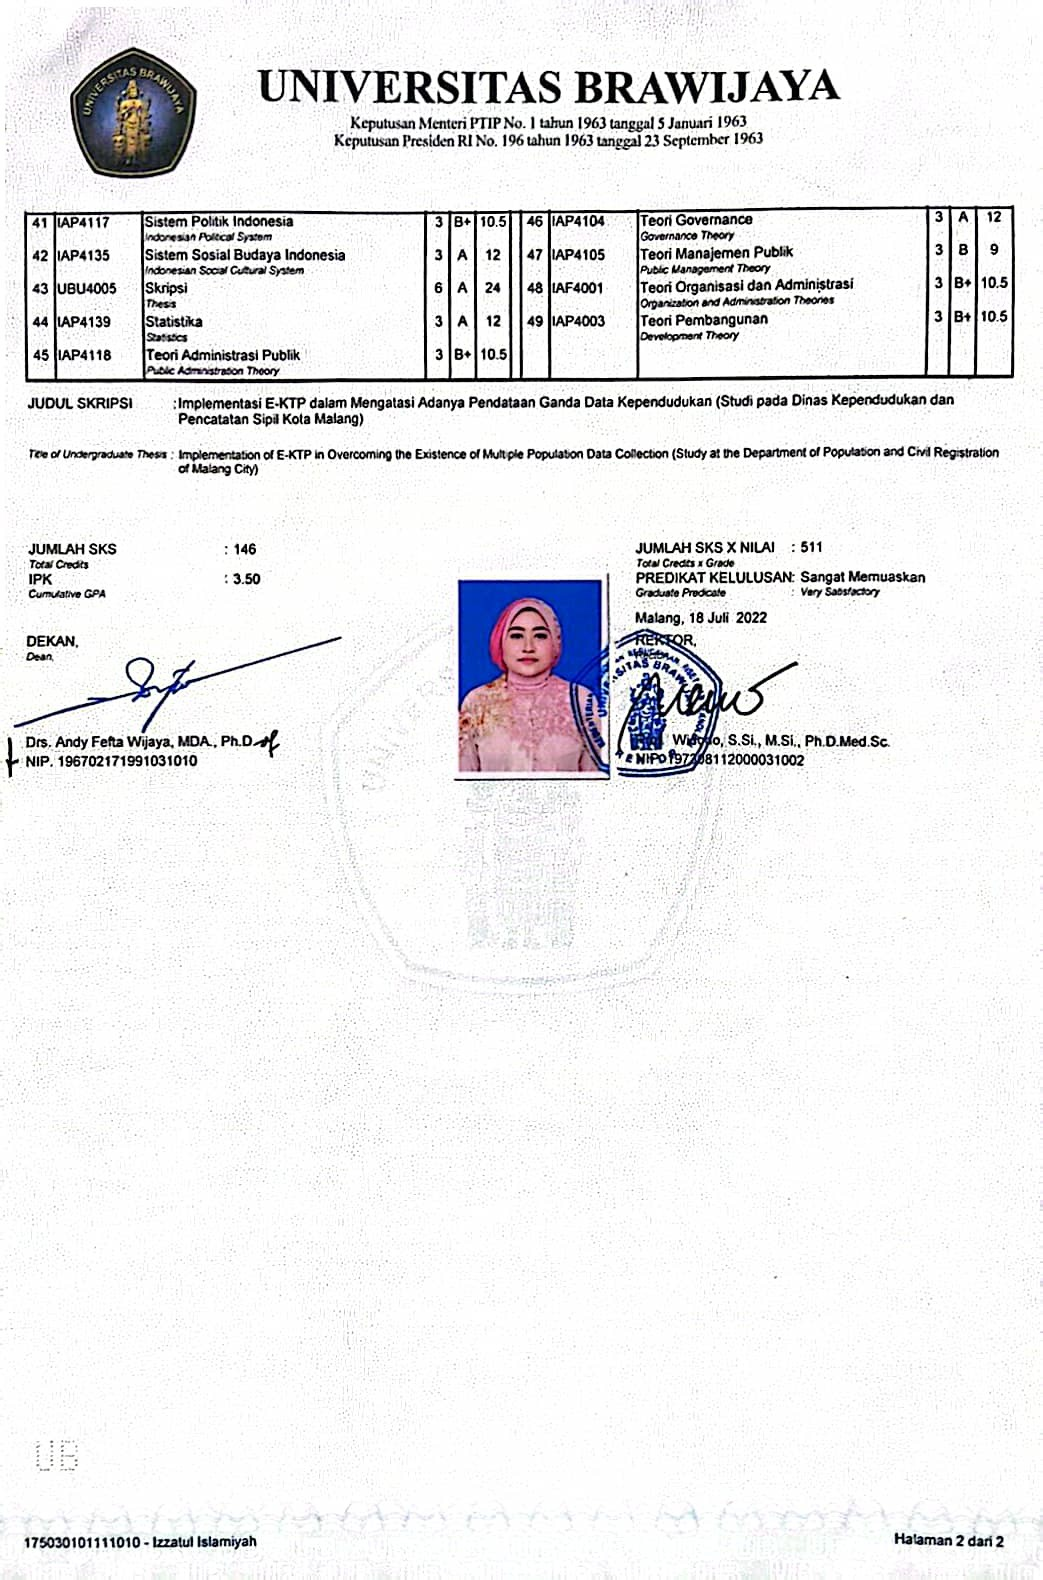 UNIVERSITAS BRAWIJAYA
UNIVERSITAS BRAWIJAYA
Keputusan Menteri PTIP No. 1 tahun 1963 tanggal 5 Januari 1963
Keputusan Presiden RI No. 196 tahun 1963 tanggal 23 September 1963
41 IAP4117 Sistem Politik Indonesia 3 B+ 10.5 46 IAP4104 Teori Governance 3 A 12
Indonesian Political System Governance Theory
42 IAP4135 Sistem Sosial Budaya Indonesia 3 A 12 47 IAP4105 Teori Manajemen Publik 3 B 9
Indonesian Social Cultural System Public Management Theory
43 UBU4005 Skripsi 6 A 24 48 IAF4001 Teori Organisasi dan Administrasi 3 B+ 10.5
Thesis Organization and Administration Theories
44 IAP4139 Statistika 3 A 12 49 IAP4003 Teori Pembangunan 3 B+ 10.5
Statistics Development Theory
45 IAP4118 Teori Administrasi Publik 3 B+ 10.5
Public Administration Theory
JUDUL SKRIPSI : Implementasi E-KTP dalam Mengatasi Adanya Pendataan Ganda Data Kependudukan (Studi pada Dinas Kependudukan dan
Pencatatan Sipil Kota Malang)
Title of Undergraduate Thesis : Implementation of E-KTP in Overcoming the Existence of Multiple Population Data Collection (Study at the Department of Population and Civil Registration
of Malang City)
JUMLAH SKS : 146 JUMLAH SKS X NILAI : 511
Total Credits Total Credits x Grade
IPK : 3.50 PREDIKAT KELULUSAN: Sangat Memuaskan
Cumulative GPA Graduate Predicate : Very Satisfactory
Malang, 18 Juli 2022
DEKAN, REKTOR,
Dean,
Drs. Andy Fefta Wijaya, MDA., Ph.D S.Si., M.Si., Ph.D.Med.Sc.
NIP. 196702171991031010 NIP
UB
175030101111010 - Izzatul Islamiyah Halaman 2 dari 2